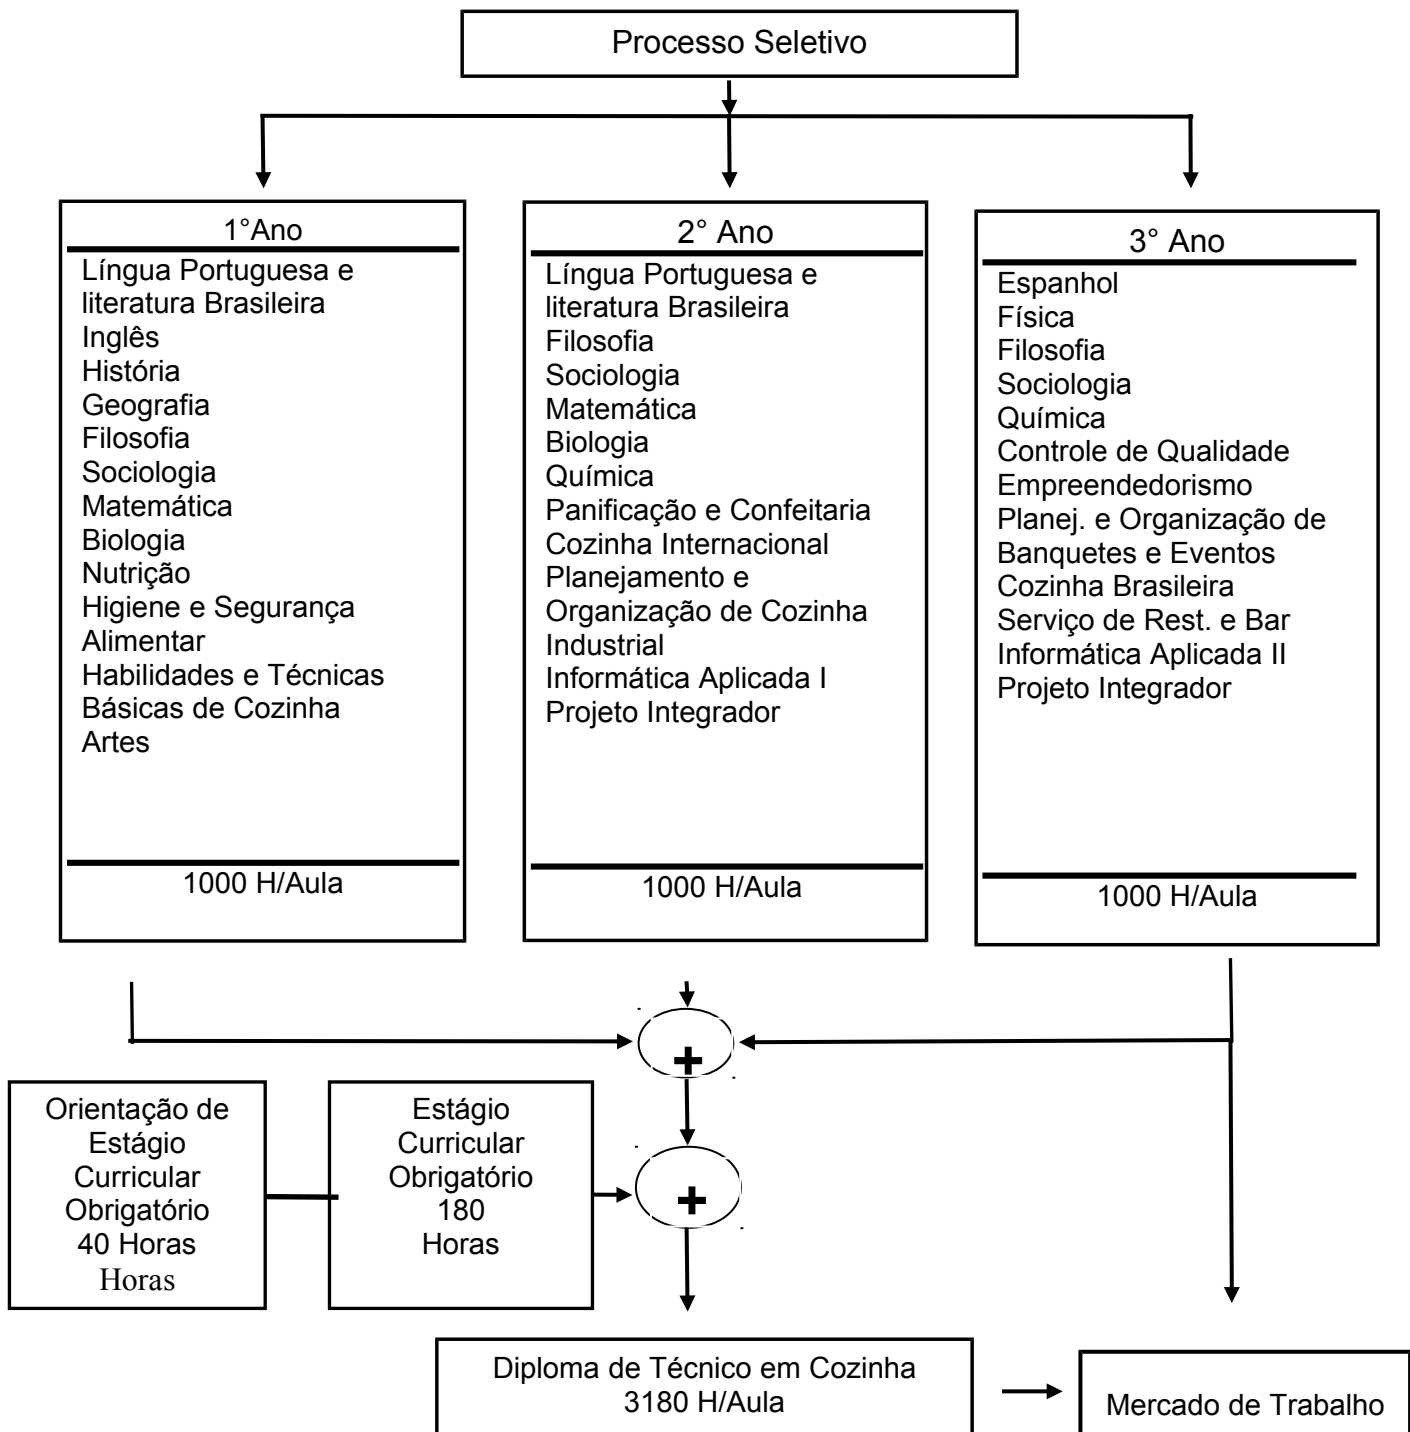 Processo Seletivo
1°Ano
Língua Portuguesa e
literatura Brasileira
Inglês
História
Geografia
Filosofia
Sociologia
Matemática
Biologia
Nutrição
Higiene e Segurança
Alimentar
Habilidades e Técnicas
Básicas de Cozinha
Artes
1000 H/Aula
2° Ano
Língua Portuguesa e
literatura Brasileira
Filosofia
Sociologia
Matemática
Biologia
Química
Panificação e Confeitaria
Cozinha Internacional
Planejamento e
Organização de Cozinha
Industrial
Informática Aplicada I
Projeto Integrador
1000 H/Aula
3° Ano
Espanhol
Física
Filosofia
Sociologia
Química
Controle de Qualidade
Empreendedorismo
Planej. e Organização de
Banquetes e Eventos
Cozinha Brasileira
Serviço de Rest. e Bar
Informática Aplicada II
Projeto Integrador
1000 H/Aula
+
Orientação de
Estágio
Curricular
Obrigatório
40 Horas
Horas
Estágio
Curricular
Obrigatório
180
Horas
+
Diploma de Técnico em Cozinha
3180 H/Aula
Mercado de Trabalho